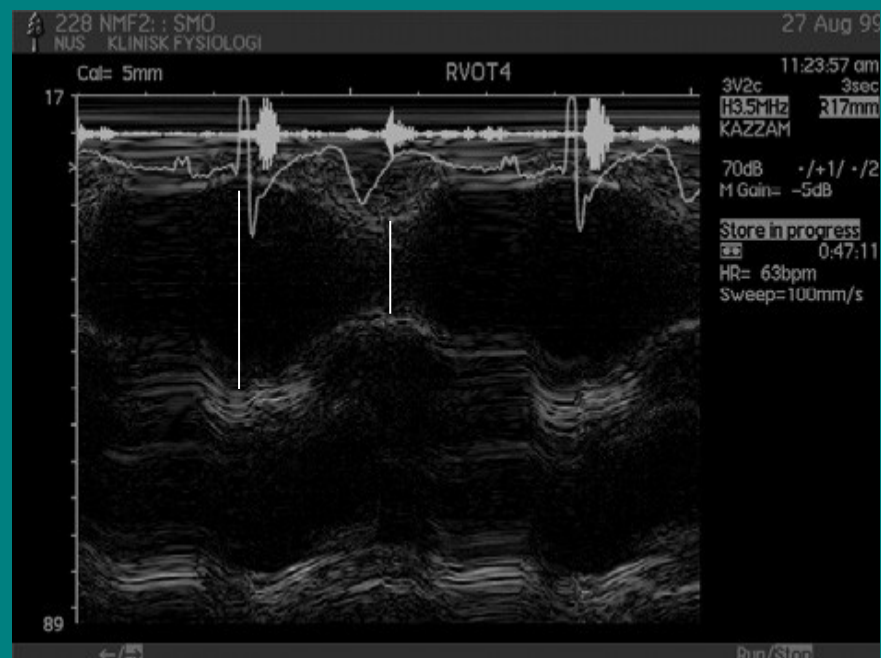 228 NMF2: : SMO
27 Aug 99
NUS KLINISK FYSIOLOGI
11:23:57 am
Cal= 5mm
RVOT4
3V2c 3sec
17
H3.5MHz R17mm
KAZZAM
70dB ·/+1/ ·/2
M Gain= -5dB
Store in progress
0:47:11
HR= 63bpm
Sweep=100mm/s
89
←/→ Run/Stop